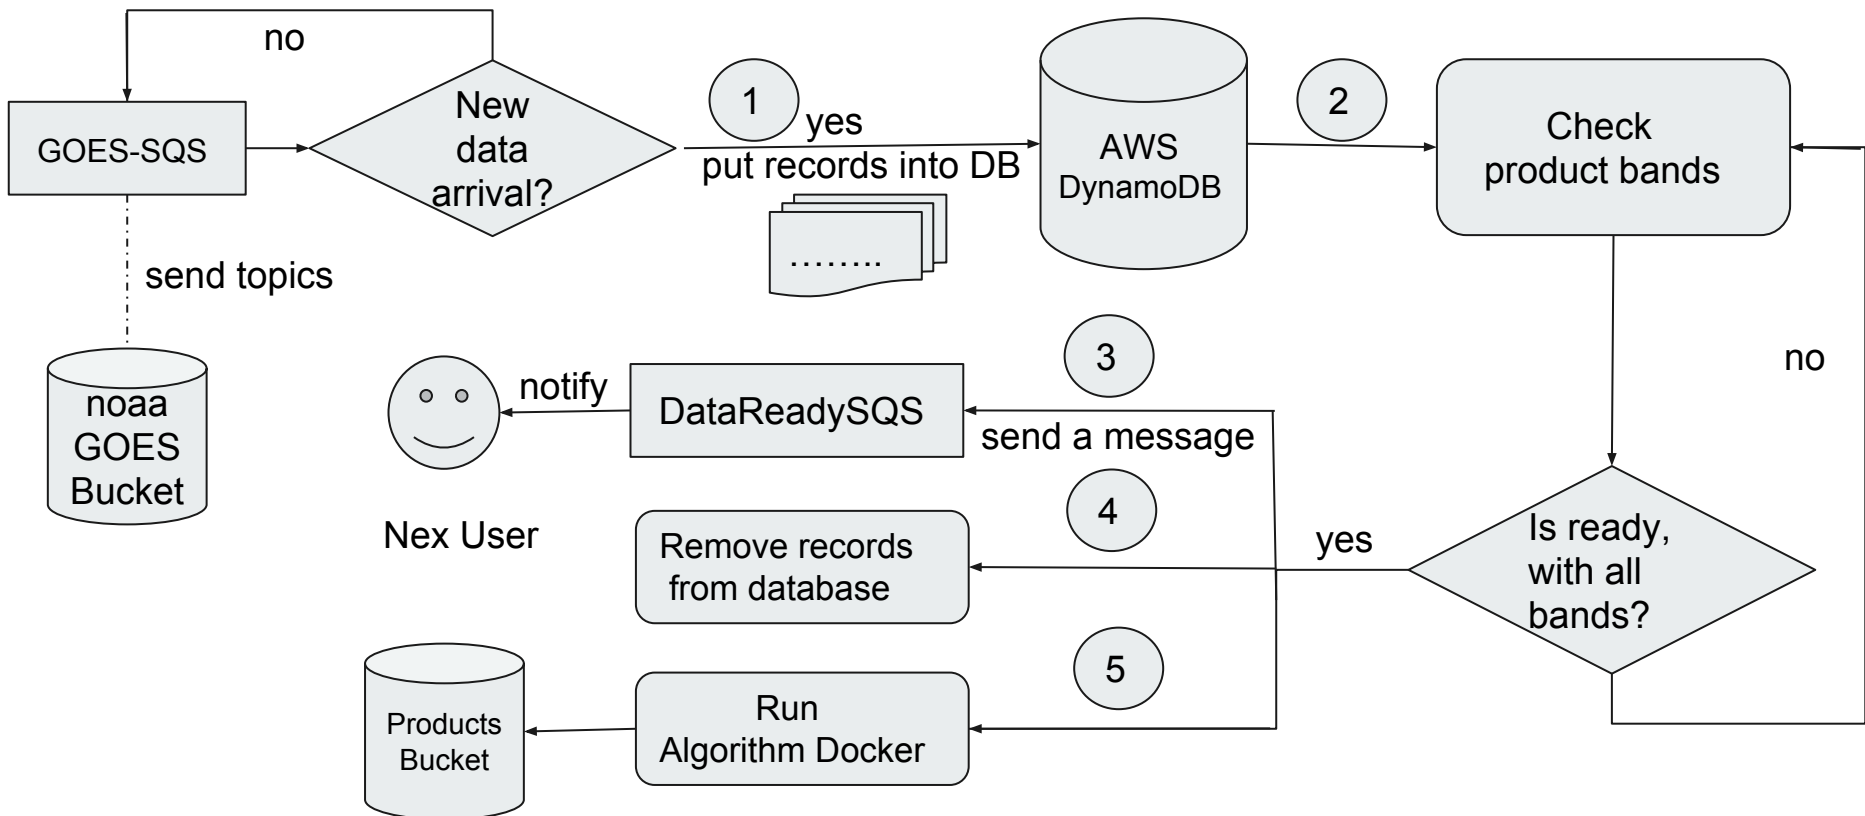 no
GOES-SQS
New
data
arrival?
1
yes
put records into DB
........
AWS
DynamoDB
2
Check
product bands
send topics
noaa
GOES
Bucket
notify
Nex User
DataReadySQS
3
send a message
no
4
Remove records
from database
yes
Is ready,
with all
bands?
5
Run
Algorithm Docker
Products
Bucket